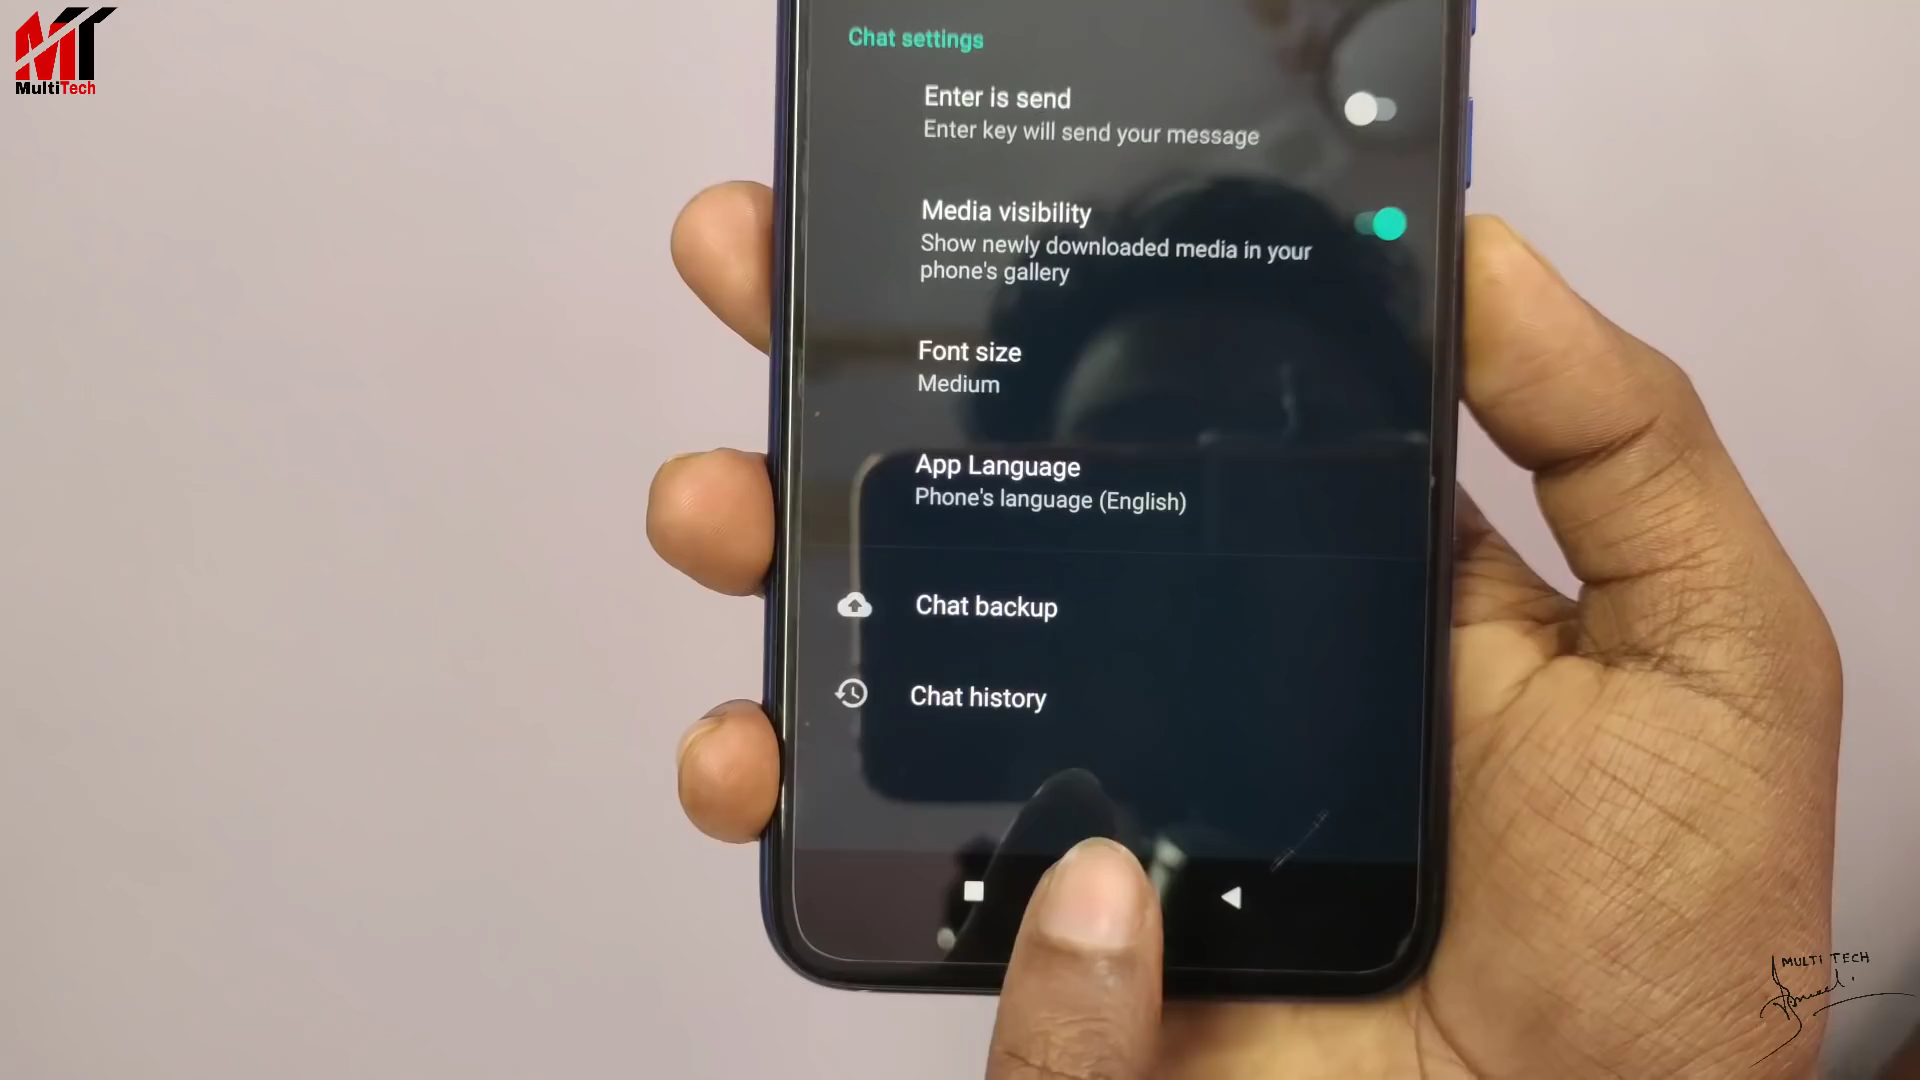 MT
MultiTech
Chat settings
Enter is send
Enter key will send your message
Media visibility
Show newly downloaded media in your
phone's gallery
Font size
Medium
App Language
Phone's language (English)
Chat backup
Chat history
MULTI TECH